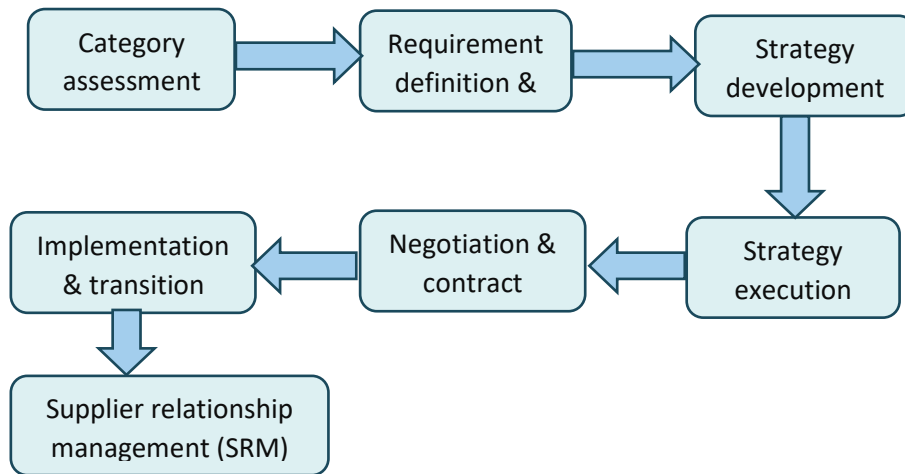 Category
assessment
Requirement
definition &
Strategy
development
Strategy
execution
Negotiation &
contract
Implementation
& transition
Supplier relationship
management (SRM)